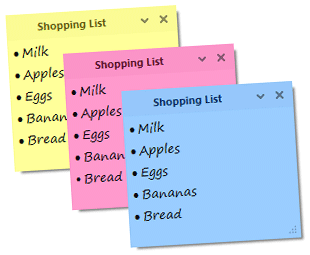 Shopping List
• Milk
• Apples
• Eggs
• Banan
• Bread
Shopping List
• Milk
• Apples
• Eggs
• Banan
• Bread
Shopping List
• Milk
• Apples
• Eggs
• Bananas
• Bread